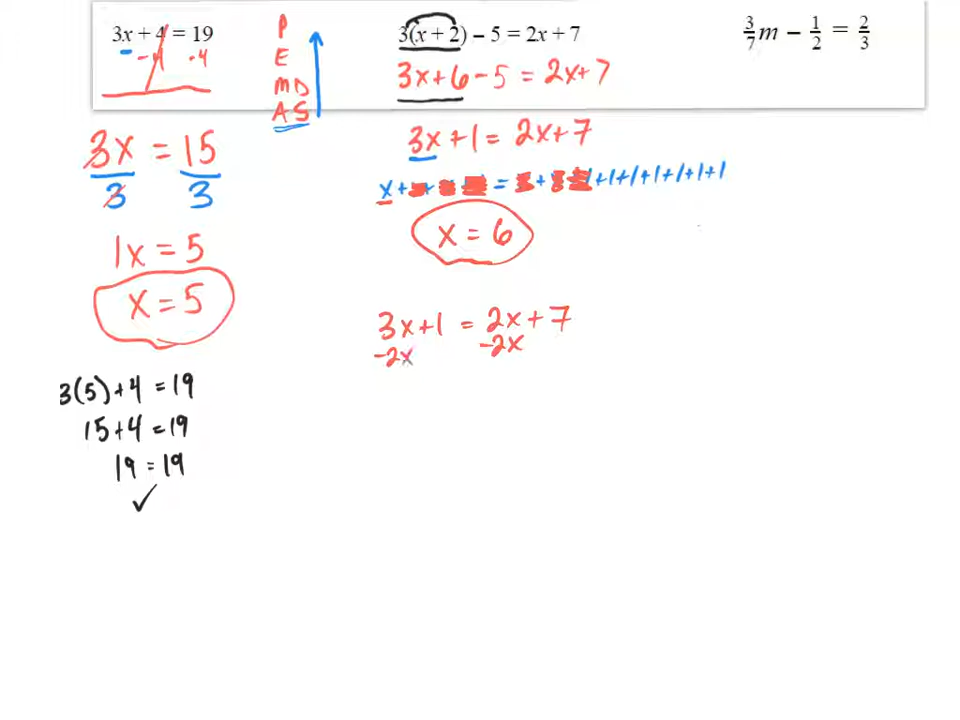 3x + 4 = 19
-4 -4
3x = 15
3 3
1x = 5
x = 5
3(5) + 4 = 19
15 + 4 = 19
19 = 19
✓
P
E
MD
AS
3(x + 2) – 5 = 2x + 7
3x + 6 - 5 = 2x + 7
3x + 1 = 2x + 7
x = 6
3x + 1 = 2x + 7
-2x -2x
3/7 m – 1/2 = 2/3